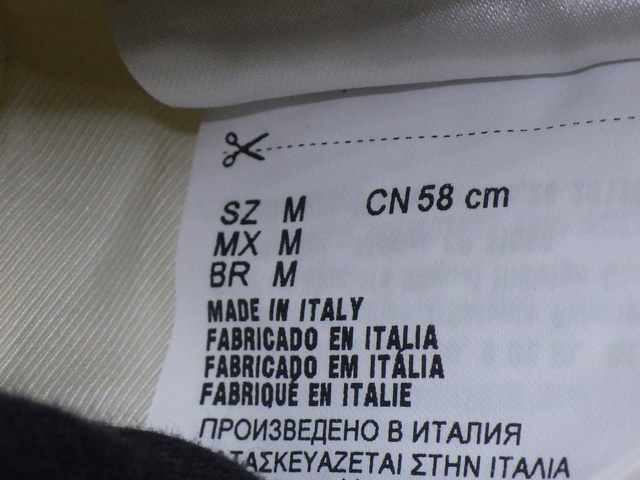 SZ M CN 58 cm
MX M
BR M
MADE IN ITALY
FABRICADO EN ITALIA
FABRICADO EM ITÁLIA
FABRIQUÉ EN ITALIE
ПРОИЗВЕДЕНО В ИТАЛИЯ
ΣΤΗΝ ΙΤΑΛΙΑ